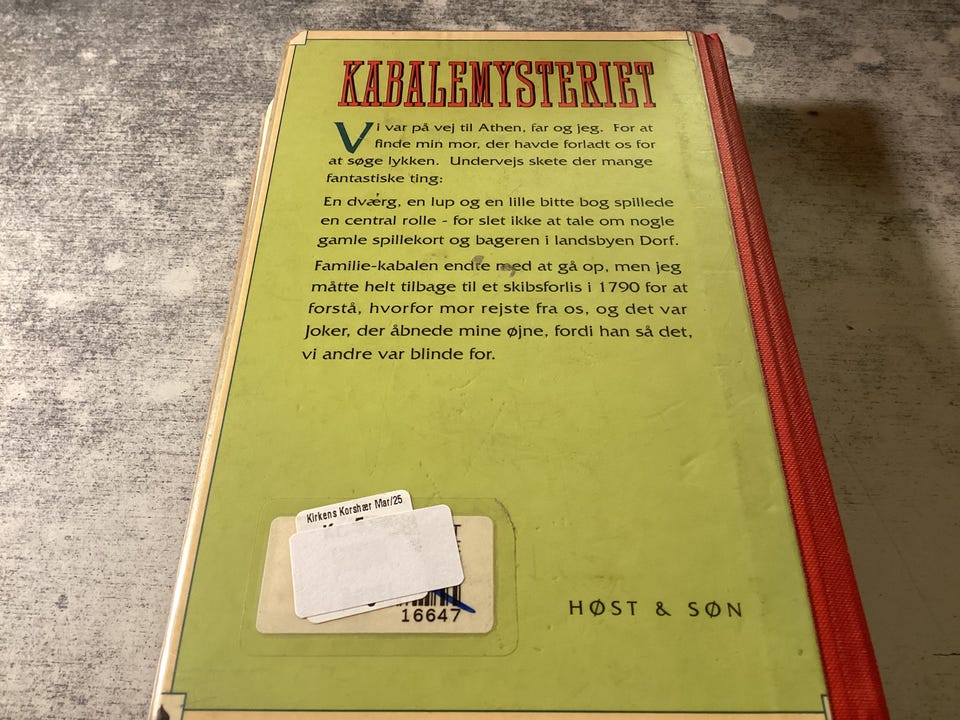 KABALEMYSTERIET
Vi var på vej til Athen, far og jeg. For at
finde min mor, der havde forladt os for
at søge lykken. Undervejs skete der mange
fantastiske ting:
En dværg, en lup og en lille bitte bog spillede
en central rolle - for slet ikke at tale om nogle
gamle spillekort og bageren i landsbyen Dorf.
Familie-kabalen endte med at gå op, men jeg
måtte helt tilbage til et skibsforlis i 1790 for at
forstå, hvorfor mor rejste fra os, og det var
Joker, der åbnede mine øjne, fordi han så det,
vi andre var blinde for.
Kirkens Korshær Mar/25
16647
HØST & SØN